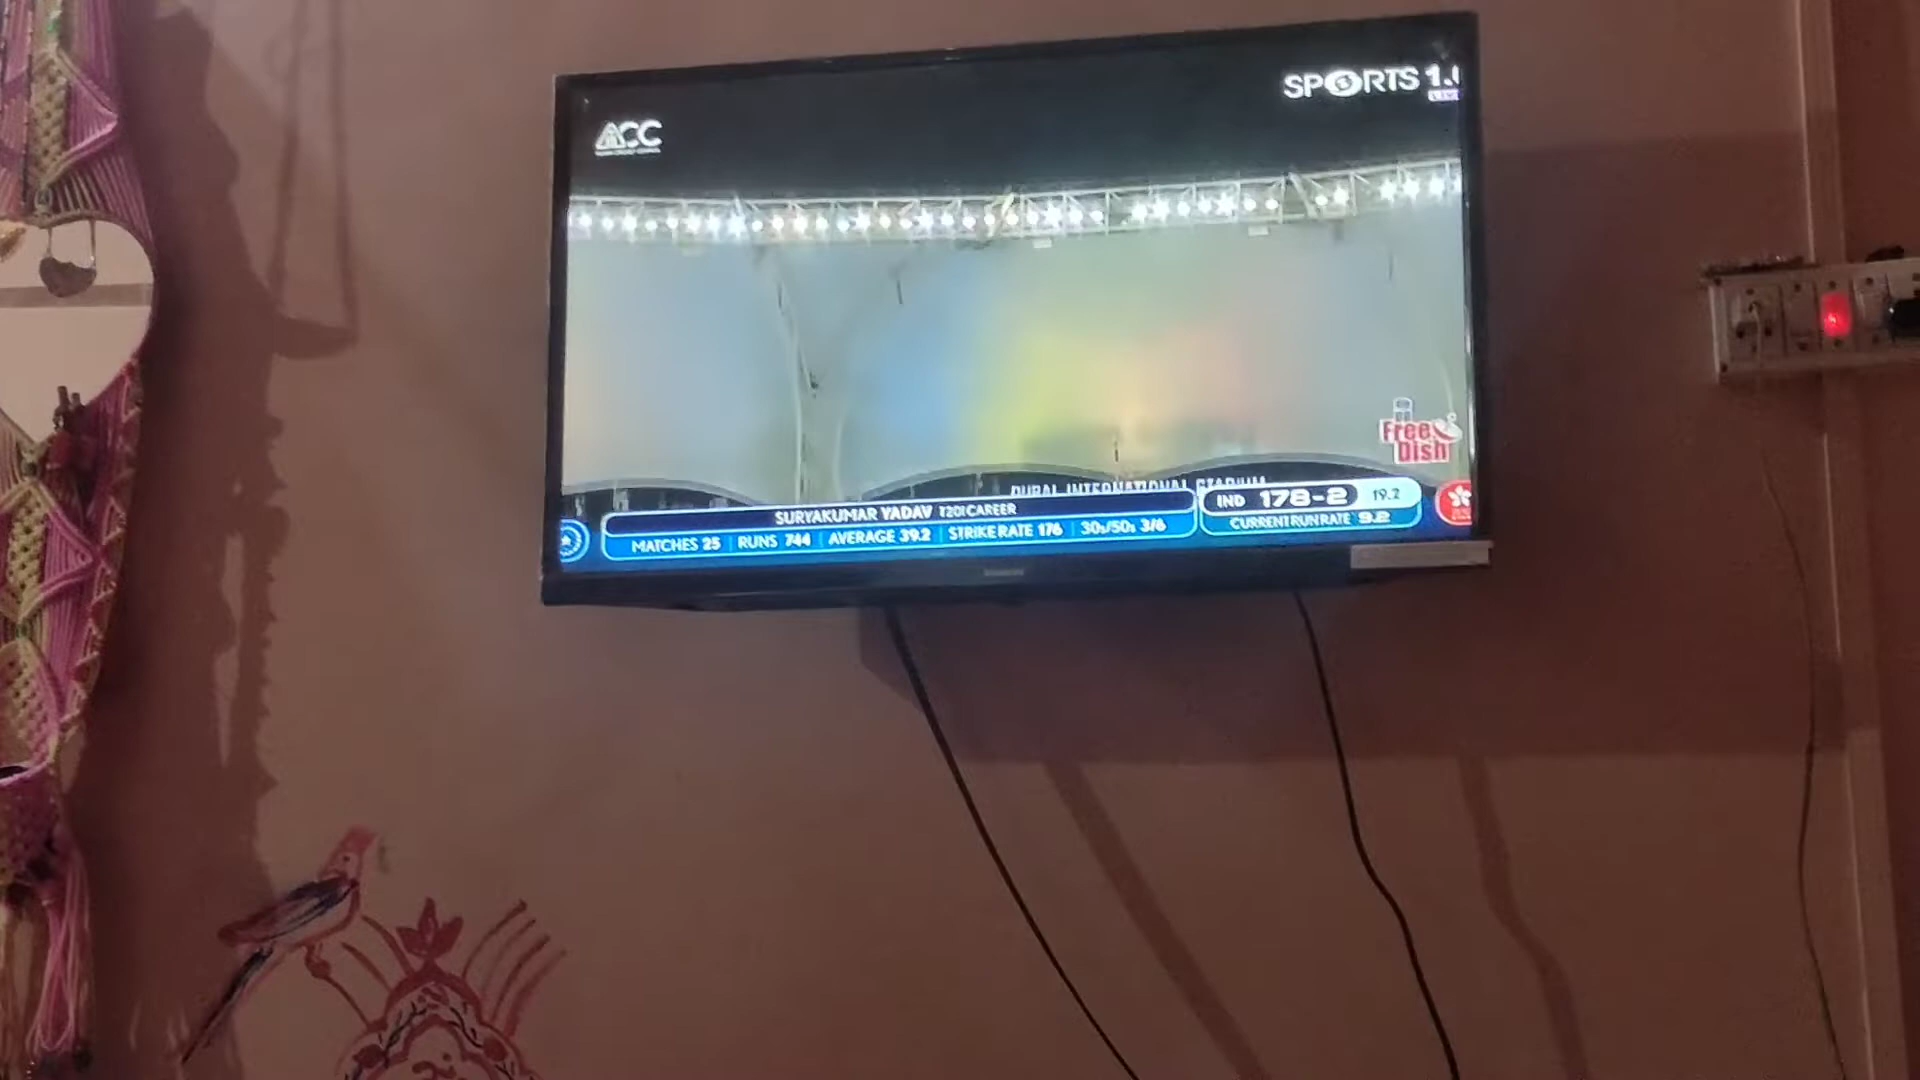 SPORTS 1.
LIV
ACC
Free
Dish
DUBAI INTERNATIONAL STADIUM
SURYAKUMAR YADAV T20I CAREER
MATCHES 25 RUNS 744 AVERAGE 39.2 STRIKE RATE 176 30s/50s 3/6
IND 178-2 19.2
CURRENT RUN RATE 9.2